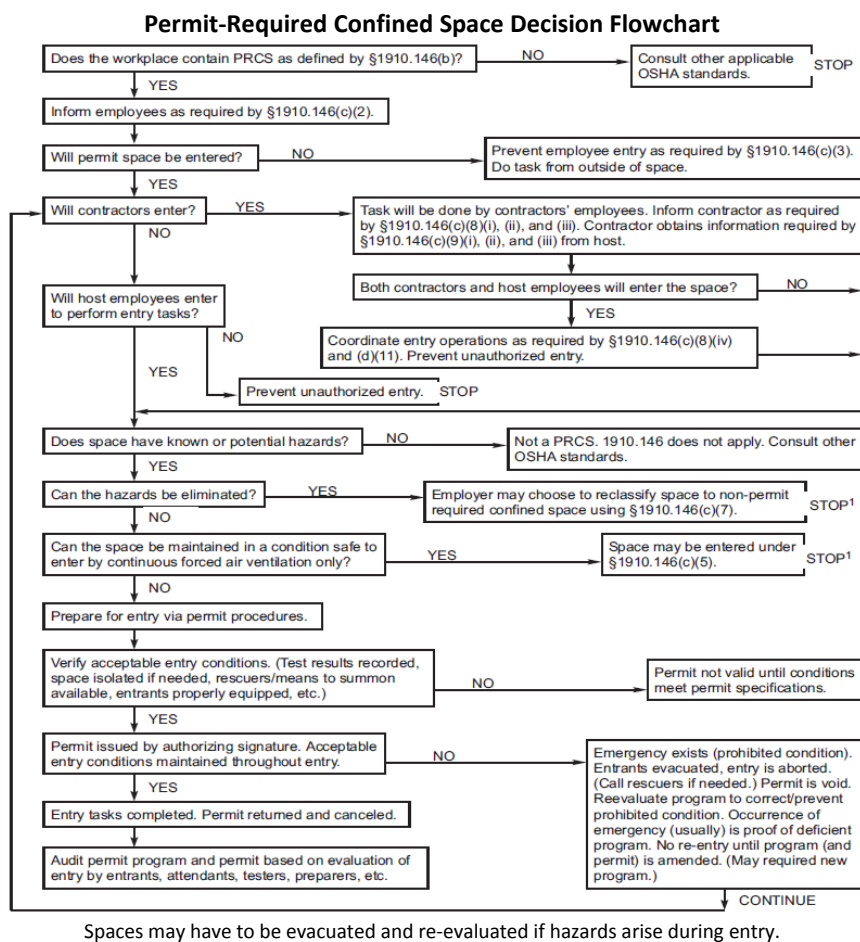 Permit-Required Confined Space Decision Flowchart
Does the workplace contain PRCS as defined by §1910.146(b)?
NO
Consult other applicable
OSHA standards.
STOP
YES
Inform employees as required by §1910.146(c)(2).
Will permit space be entered?
NO
Prevent employee entry as required by §1910.146(c)(3).
Do task from outside of space.
YES
Will contractors enter?
YES
Task will be done by contractors' employees. Inform contractor as required
by §1910.146(c)(8)(i), (ii), and (iii). Contractor obtains information required by
§1910.146(c)(9)(i), (ii), and (iii) from host.
NO
Both contractors and host employees will enter the space?
NO
Will host employees enter
to perform entry tasks?
YES
NO
Coordinate entry operations as required by §1910.146(c)(8)(iv)
and (d)(11). Prevent unauthorized entry.
YES
Prevent unauthorized entry.
STOP
Does space have known or potential hazards?
NO
Not a PRCS. 1910.146 does not apply. Consult other
OSHA standards.
YES
Can the hazards be eliminated?
YES
Employer may choose to reclassify space to non-permit
required confined space using §1910.146(c)(7).
STOP¹
NO
Can the space be maintained in a condition safe to
enter by continuous forced air ventilation only?
YES
Space may be entered under
§1910.146(c)(5).
STOP¹
NO
Prepare for entry via permit procedures.
Verify acceptable entry conditions. (Test results recorded,
space isolated if needed, rescuers/means to summon
available, entrants properly equipped, etc.)
NO
Permit not valid until conditions
meet permit specifications.
YES
Permit issued by authorizing signature. Acceptable
entry conditions maintained throughout entry.
NO
Emergency exists (prohibited condition).
Entrants evacuated, entry is aborted.
(Call rescuers if needed.) Permit is void.
Reevaluate program to correct/prevent
prohibited condition. Occurrence of
emergency (usually) is proof of deficient
program. No re-entry until program (and
permit) is amended. (May required new
program.)
YES
Entry tasks completed. Permit returned and canceled.
Audit permit program and permit based on evaluation of
entry by entrants, attendants, testers, preparers, etc.
CONTINUE
Spaces may have to be evacuated and re-evaluated if hazards arise during entry.